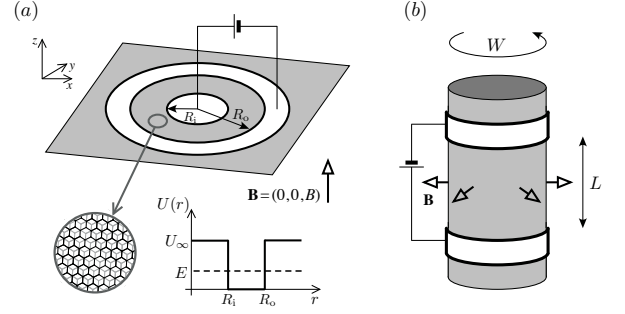 (a)
(b)
z
y
x
W
R_i
R_o
L
B=(0,0,B)
B
U(r)
U_∞
E
R_i R_o r